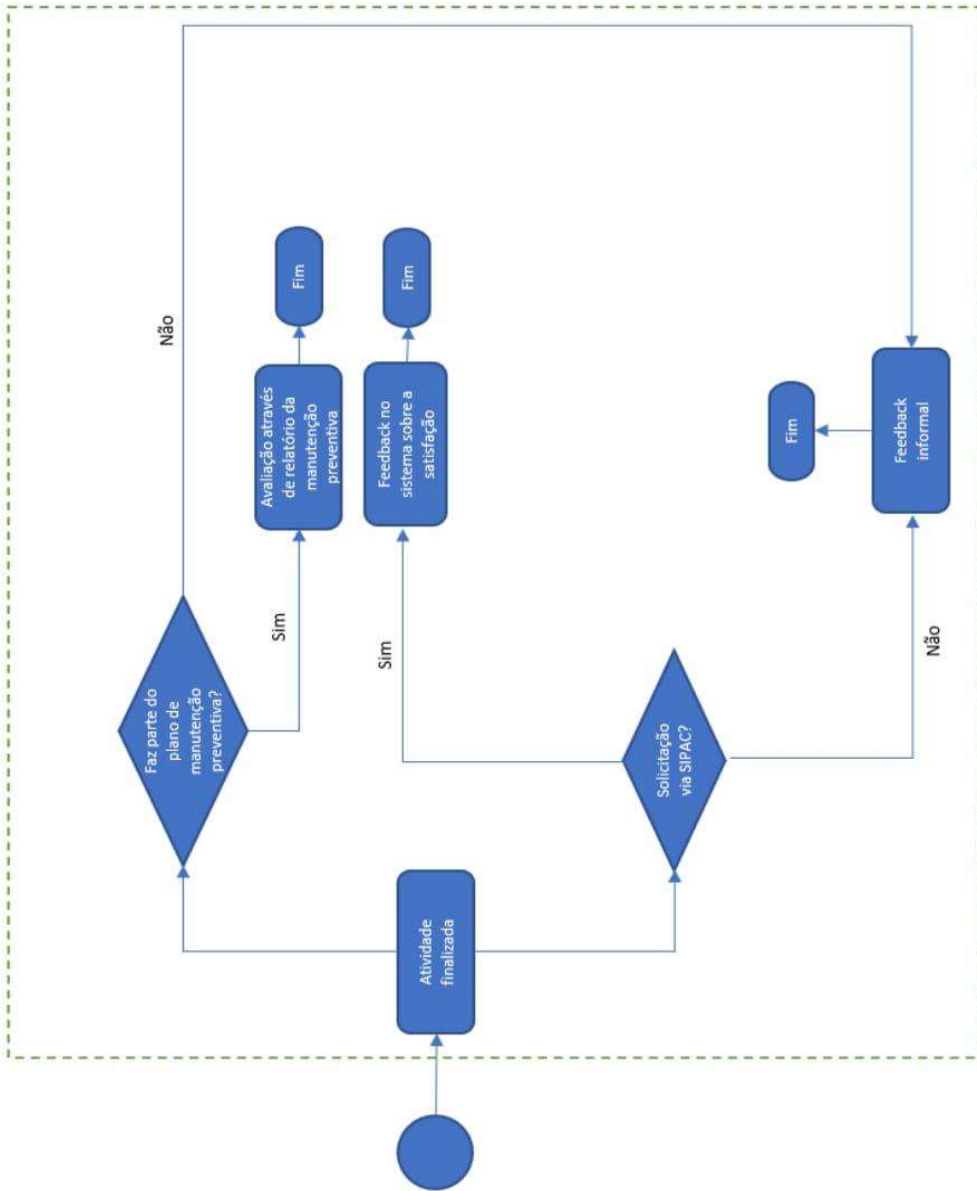 Atividade
finalizada
Faz parte do
plano de
manutenção
preventiva?
Não
Sim
Avaliação através
de relatório da
manutenção
preventiva
Fim
Solicitação
via SIPAC?
Sim
Feedback no
sistema sobre a
satisfação
Fim
Não
Feedback
informal
Fim